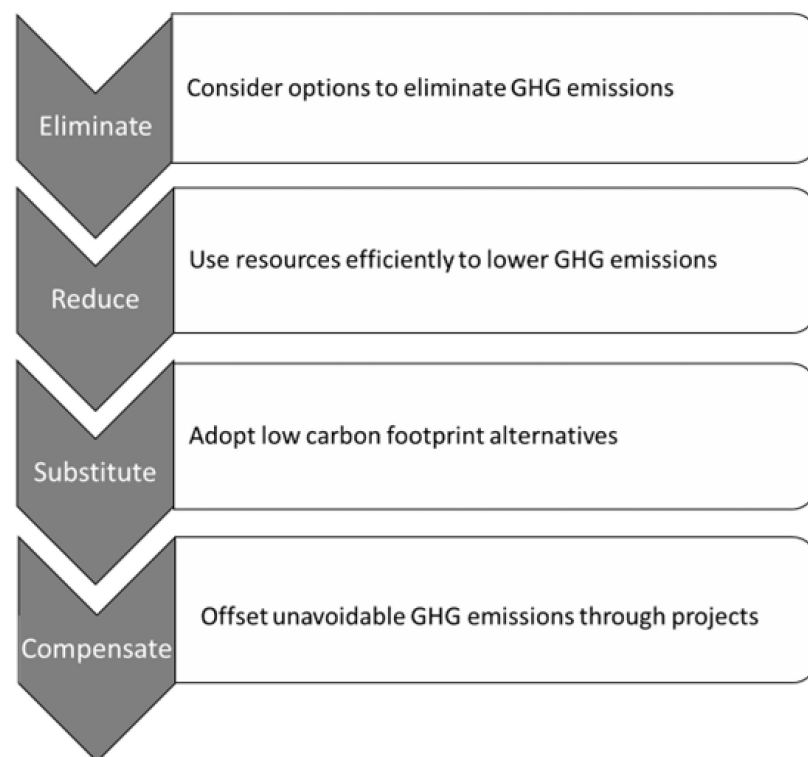 Eliminate
Consider options to eliminate GHG emissions
Reduce
Use resources efficiently to lower GHG emissions
Substitute
Adopt low carbon footprint alternatives
Compensate
Offset unavoidable GHG emissions through projects